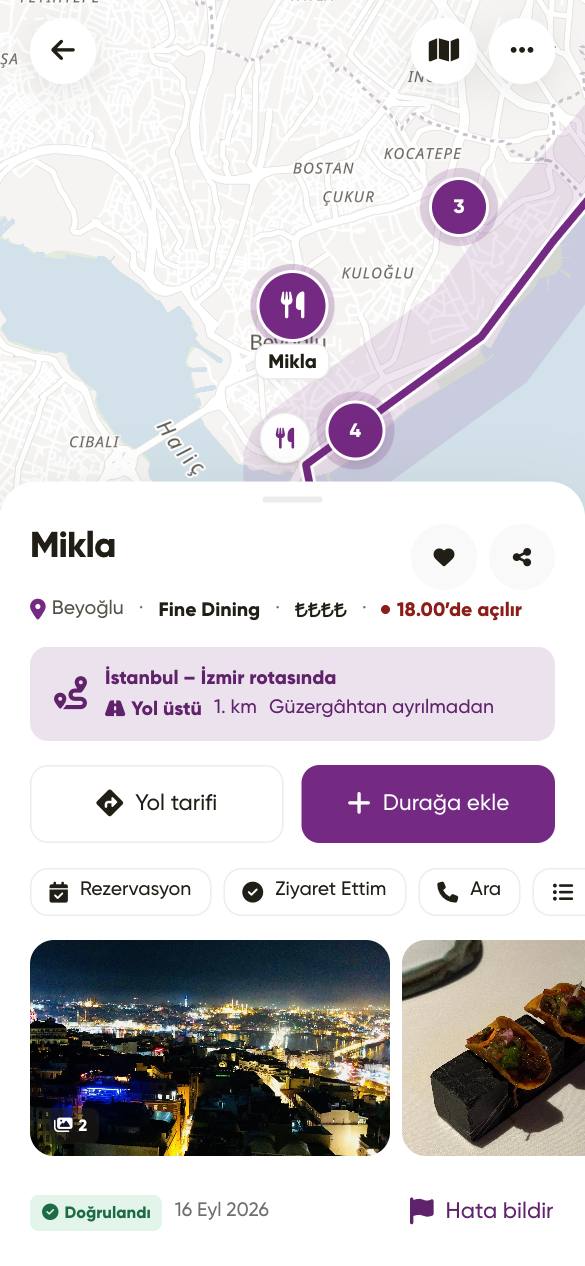 ŞA
BOSTAN
KOCATEPE
ÇUKUR
3
KULOĞLU
Beyoğlu
Mikla
4
CIBALI
Haliç
Mikla
Beyoğlu · Fine Dining · ₺₺₺₺ · 18.00’de açılır
İstanbul – İzmir rotasında
Yol üstü 1. km Güzergâhtan ayrılmadan
Yol tarifi
Durağa ekle
Rezervasyon
Ziyaret Ettim
Ara
2
Doğrulandı 16 Eyl 2026
Hata bildir